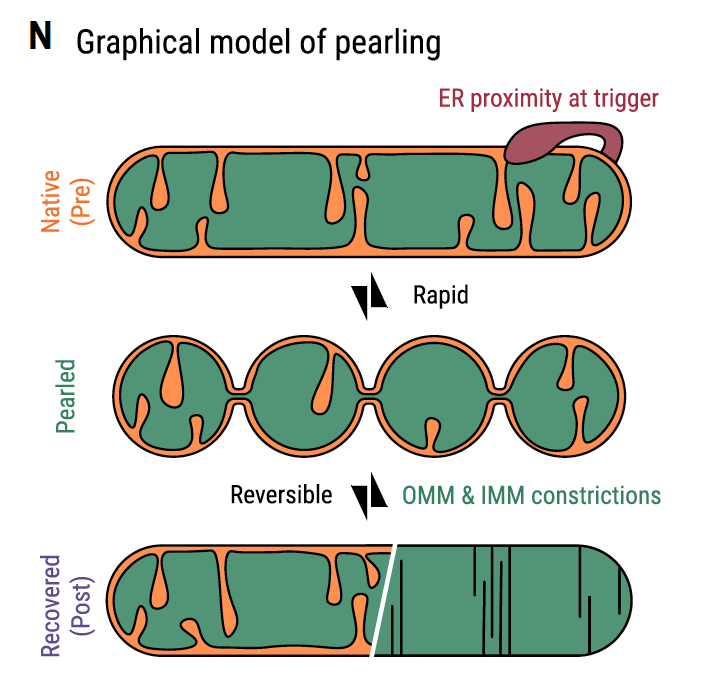 N Graphical model of pearling
ER proximity at trigger
Native
(Pre)
Rapid
Pearled
Reversible
OMM & IMM constrictions
Recovered
(Post)